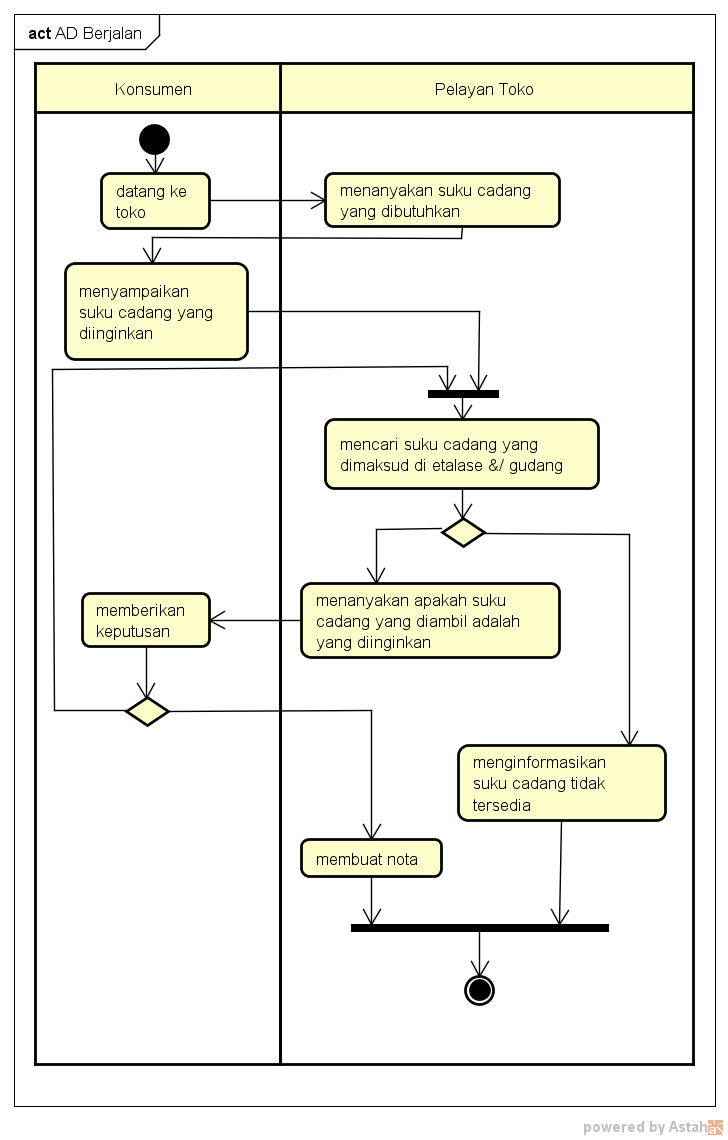 act AD Berjalan
Konsumen
Pelayan Toko
datang ke
toko
menanyakan suku cadang
yang dibutuhkan
menyampaikan
suku cadang yang
diinginkan
mencari suku cadang yang
dimaksud di etalase &/ gudang
menanyakan apakah suku
cadang yang diambil adalah
yang diinginkan
memberikan
keputusan
menginformasikan
suku cadang tidak
tersedia
membuat nota
powered by Astah